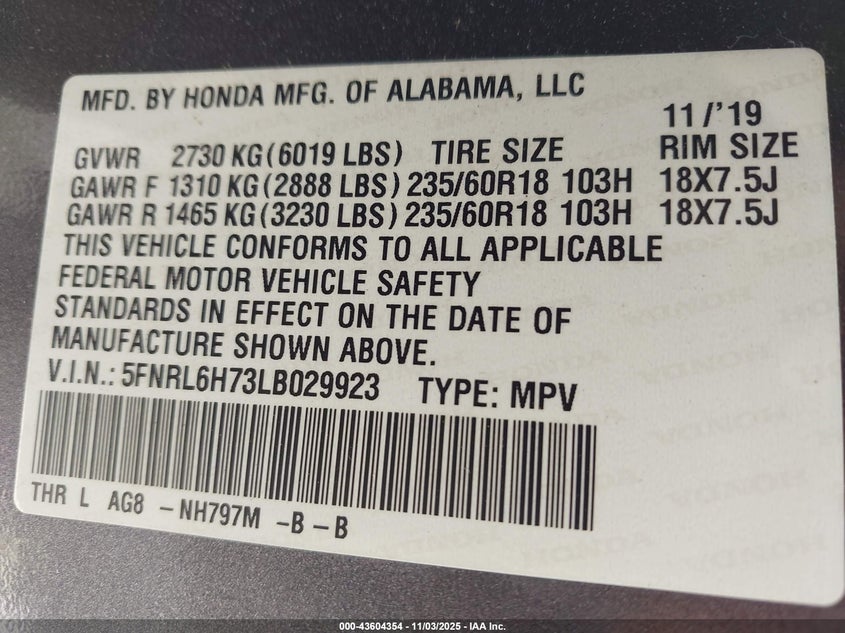 MFD. BY HONDA MFG. OF ALABAMA, LLC
11/'19
GVWR 2730 KG(6019 LBS) TIRE SIZE RIM SIZE
GAWR F 1310 KG(2888 LBS) 235/60R18 103H 18X7.5J
GAWR R 1465 KG(3230 LBS) 235/60R18 103H 18X7.5J
THIS VEHICLE CONFORMS TO ALL APPLICABLE
FEDERAL MOTOR VEHICLE SAFETY
STANDARDS IN EFFECT ON THE DATE OF
MANUFACTURE SHOWN ABOVE.
V.I.N.: 5FNRL6H73LB029923 TYPE: MPV
THR L AG8 -NH797M -B-B
000-43604354 - 11/03/2025 - IAA Inc.